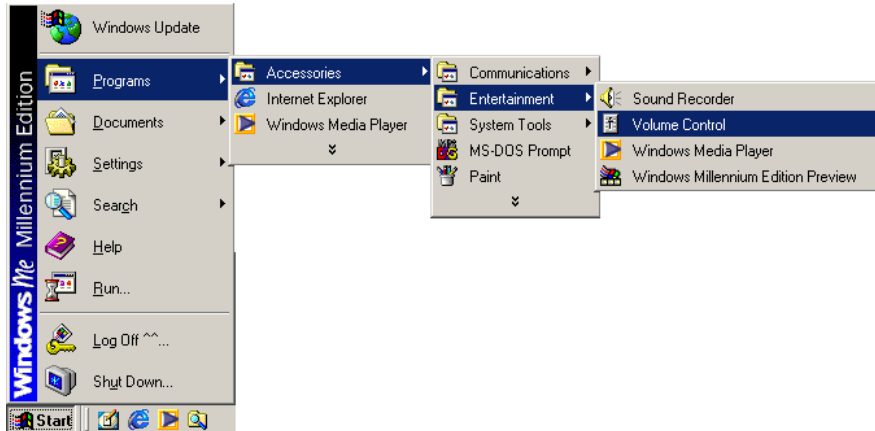 Windows Me Millennium Edition
Windows Update
Programs
Documents
Settings
Search
Help
Run...
Log Off ^^...
Shut Down...
Start
Accessories
Internet Explorer
Windows Media Player
Communications
Entertainment
System Tools
MS-DOS Prompt
Paint
Sound Recorder
Volume Control
Windows Media Player
Windows Millennium Edition Preview